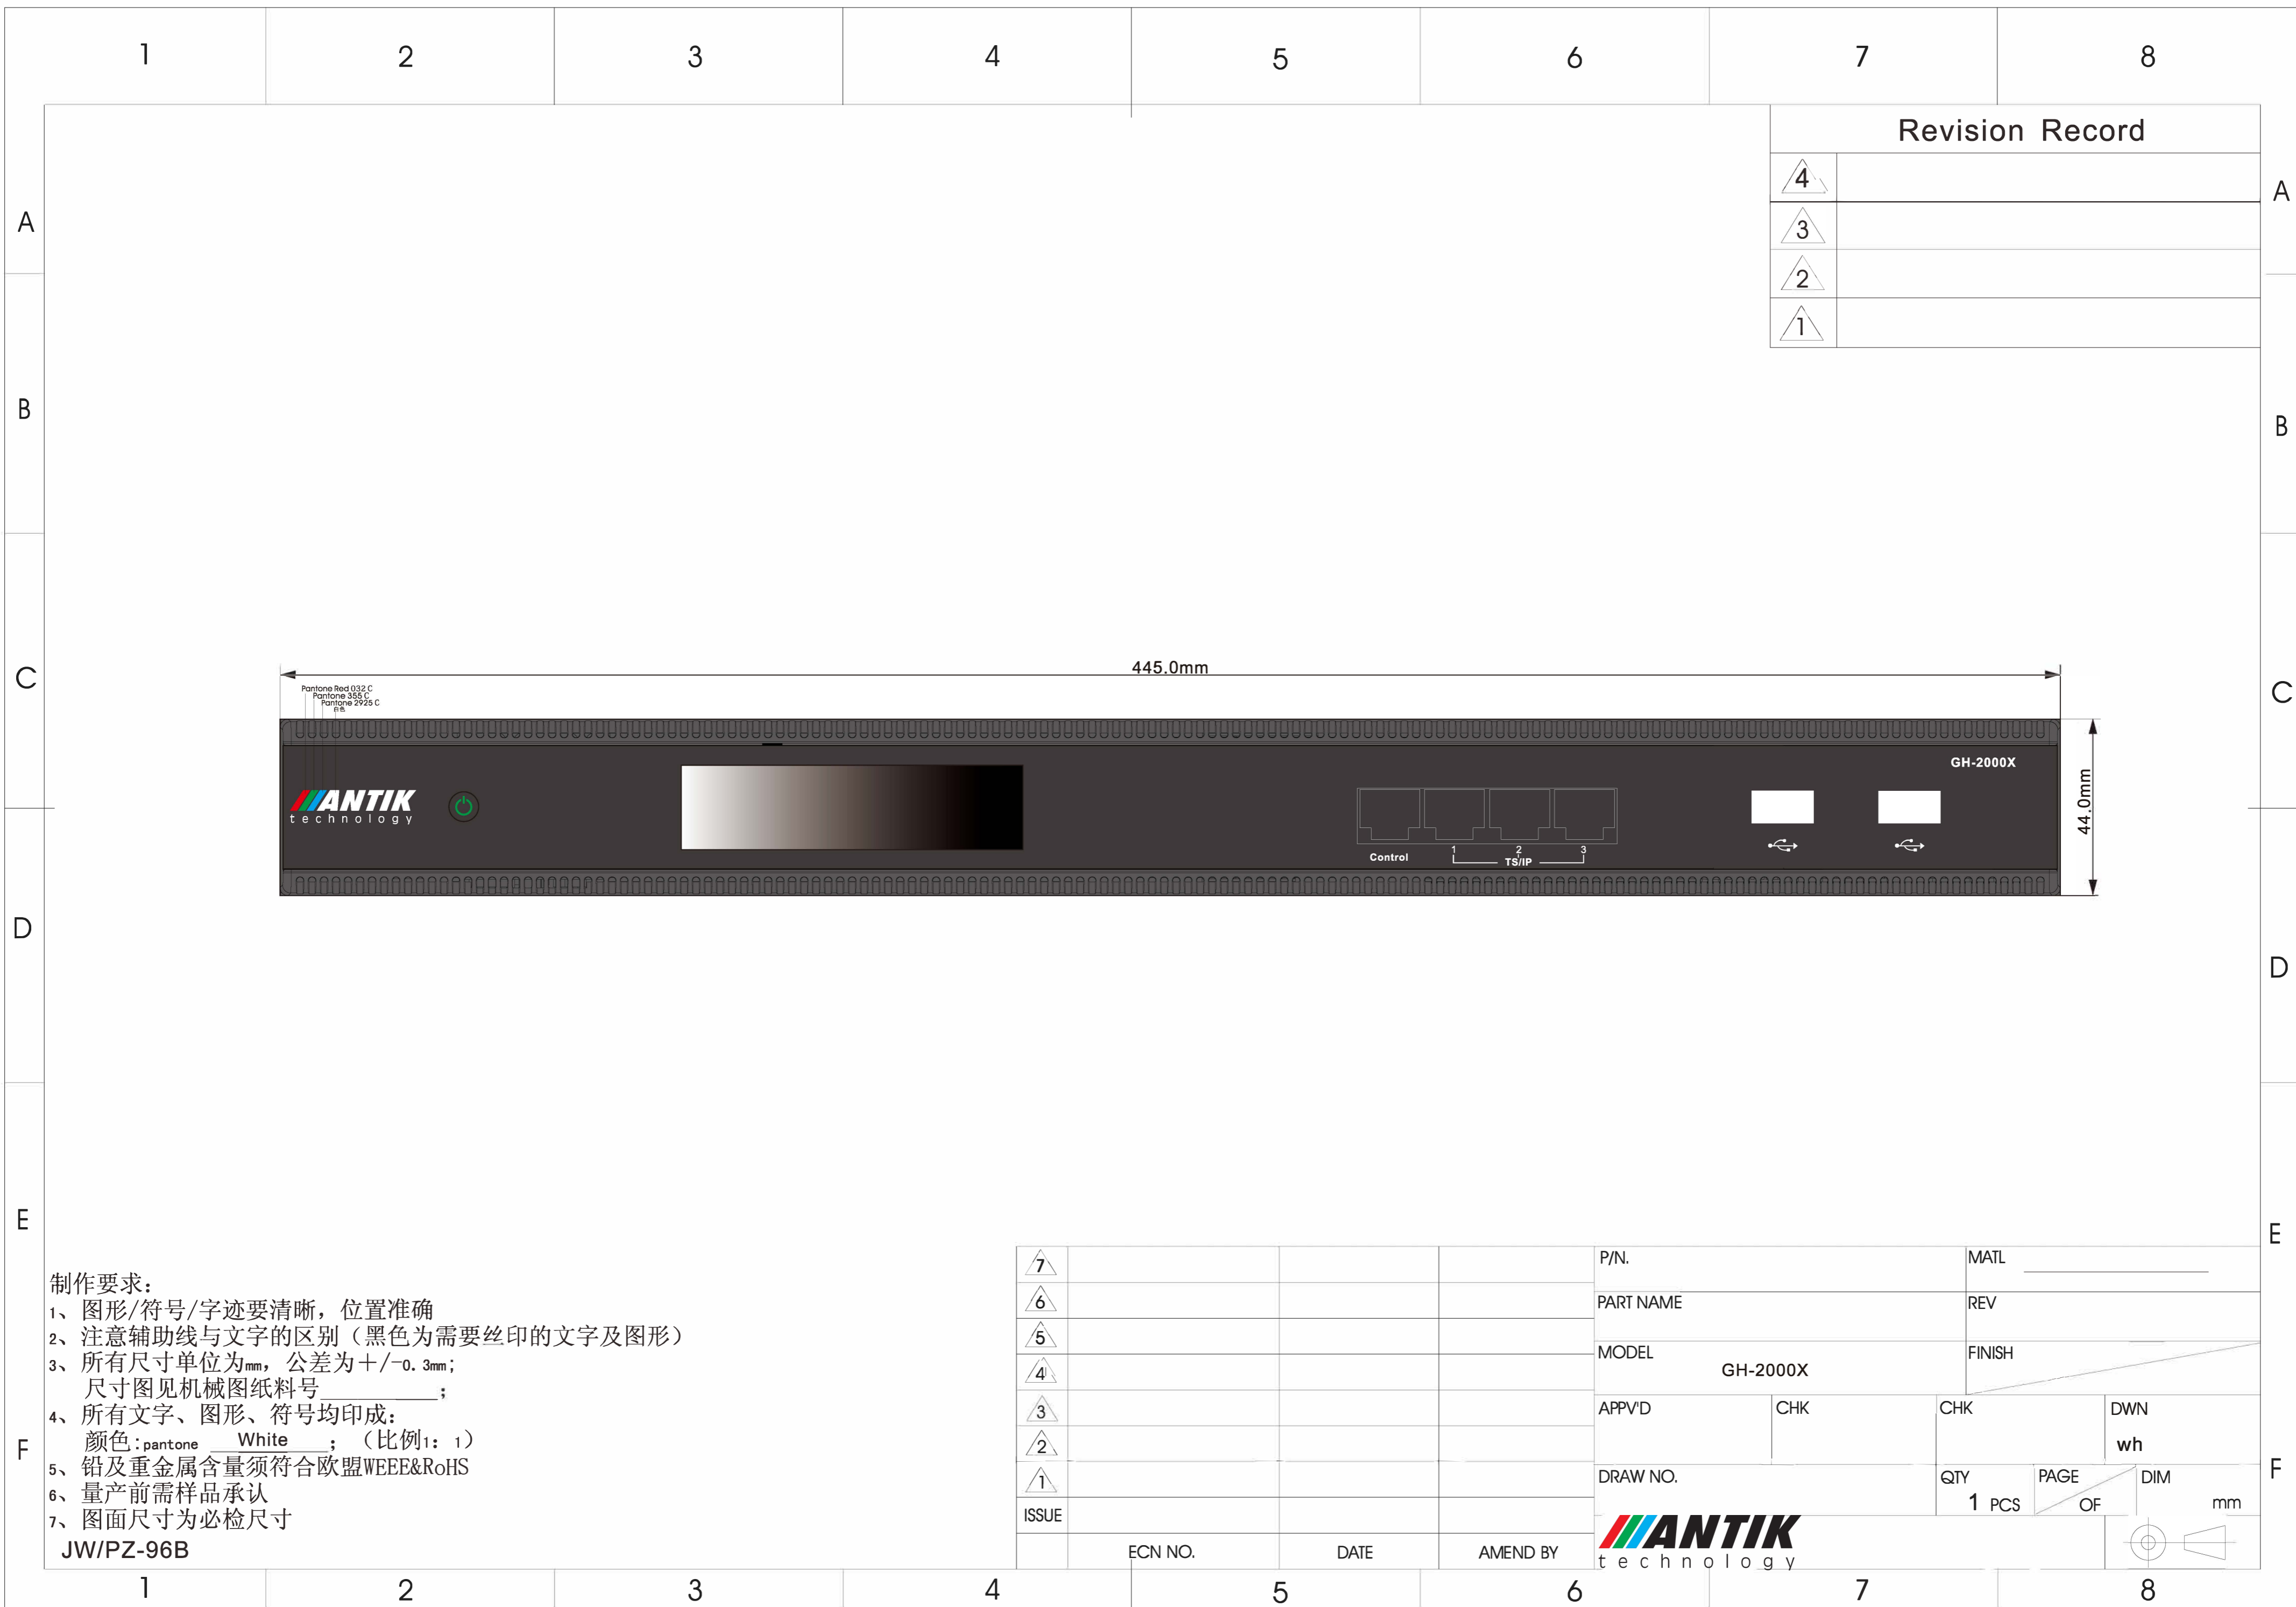 1 2 3 4 5 6 7 8
Revision Record
4
3
2
1
A A
B B
C C
D D
E E
F F
445.0mm
Pantone Red 032 C
Pantone 355 C
Pantone 2925 C
白色
GH-2000X
44.0mm
ANTIK
technology
Control
1 2 3
TS/IP
制作要求:
1、图形/符号/字迹要清晰，位置准确
2、注意辅助线与文字的区别（黑色为需要丝印的文字及图形）
3、所有尺寸单位为mm，公差为＋/-0.3mm;
尺寸图见机械图纸料号________;
4、所有文字、图形、符号均印成:
颜色:pantone White ; （比例1: 1）
5、铅及重金属含量须符合欧盟WEEE&RoHS
6、量产前需样品承认
7、图面尺寸为必检尺寸
JW/PZ-96B
7
6
5
4
3
2
1
ISSUE
ECN NO. DATE AMEND BY
P/N. MATL
PART NAME REV
MODEL GH-2000X FINISH
APPV'D CHK CHK DWN
wh
DRAW NO. QTY PAGE DIM
1 PCS OF mm
ANTIK
technology
1 2 3 4 5 6 7 8